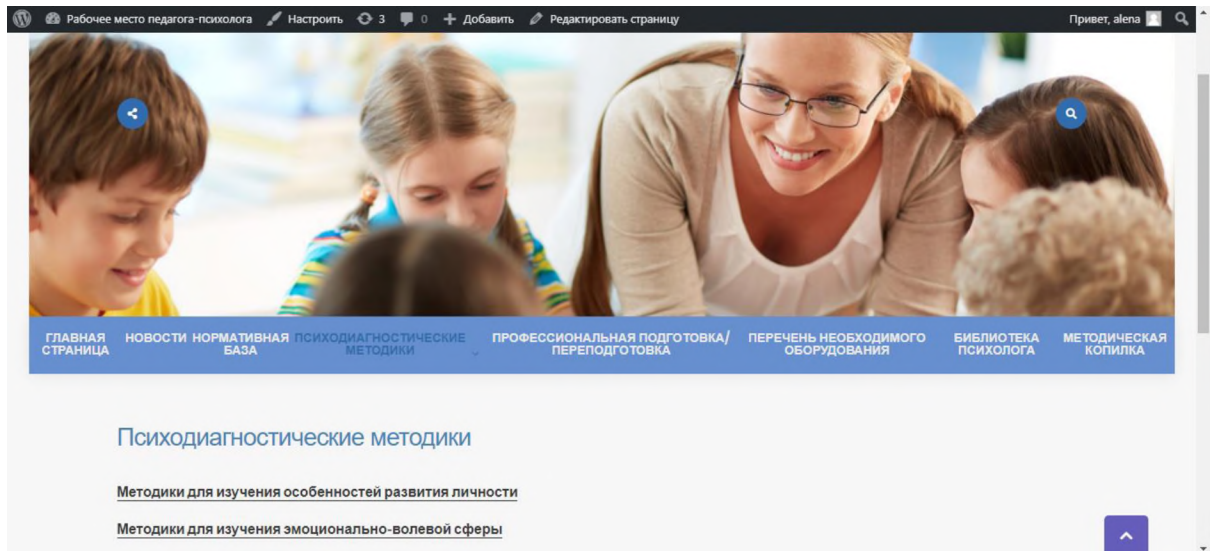 Рабочее место педагога-психолога Настроить 3 0 Добавить Редактировать страницу Привет, alena
ГЛАВНАЯ СТРАНИЦА
НОВОСТИ
НОРМАТИВНАЯ БАЗА
ПСИХОДИАГНОСТИЧЕСКИЕ МЕТОДИКИ
ПРОФЕССИОНАЛЬНАЯ ПОДГОТОВКА/ ПЕРЕПОДГОТОВКА
ПЕРЕЧЕНЬ НЕОБХОДИМОГО ОБОРУДОВАНИЯ
БИБЛИОТЕКА ПСИХОЛОГА
МЕТОДИЧЕСКАЯ КОПИЛКА
Психодиагностические методики
Методики для изучения особенностей развития личности
Методики для изучения эмоционально-волевой сферы